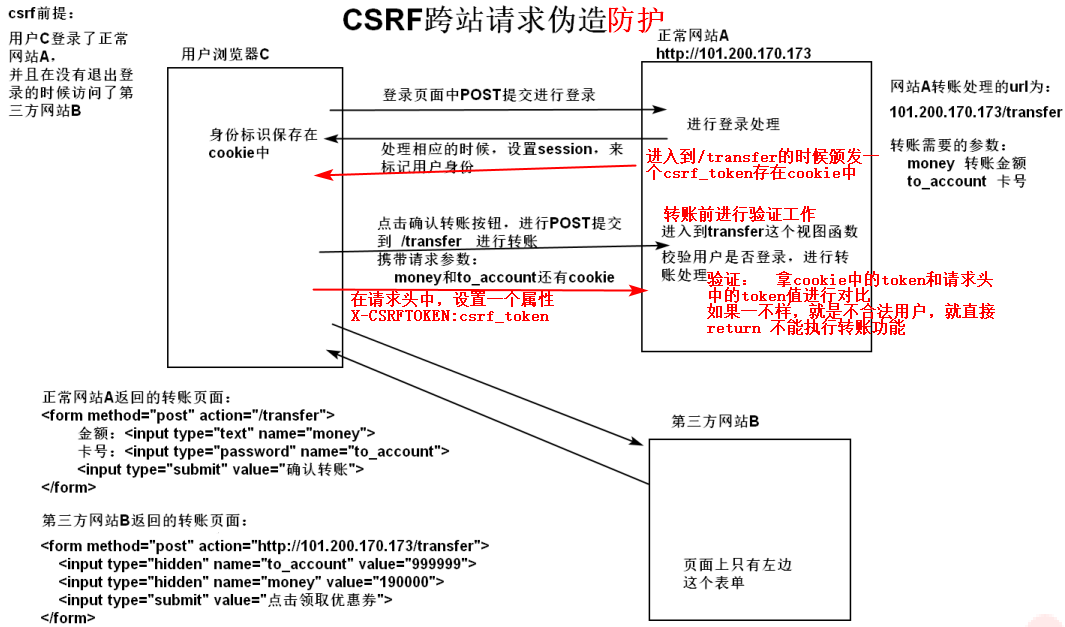 CSRF跨站请求伪造防护
csrf前提：
用户C登录了正常
网站A，
并且在没有退出登
录的时候访问了第
三方网站B
用户浏览器C
身份标识保存在
cookie中
登录页面中POST提交进行登录
处理相应的时候，设置session，来
标记用户身份
点击确认转账按钮，进行POST提交
到 /transfer 进行转账
携带请求参数：
money和to_account还有cookie
在请求头中，设置一个属性
X-CSRFTOKEN:csrf_token
正常网站A
http://101.200.170.173
进行登录处理
进入到/transfer的时候颁发一
个csrf_token存在cookie中
转账前进行验证工作
进入到transfer这个视图函数
校验用户是否登录，进行转
账处理
验证： 拿cookie中的token和请求头
中的token值进行对比
如果一不样，就是不合法用户，就直接
return 不能执行转账功能
网站A转账处理的url为：
101.200.170.173/transfer
转账需要的参数：
money 转账金额
to_account 卡号
正常网站A返回的转账页面：
<form method="post" action="/transfer">
金额：<input type="text" name="money">
卡号：<input type="password" name="to_account">
<input type="submit" value="确认转账">
</form>
第三方网站B返回的转账页面：
<form method="post" action="http://101.200.170.173/transfer">
<input type="hidden" name="to_account" value="999999">
<input type="hidden" name="money" value="190000">
<input type="submit" value="点击领取优惠券">
</form>
第三方网站B
页面上只有左边
这个表单